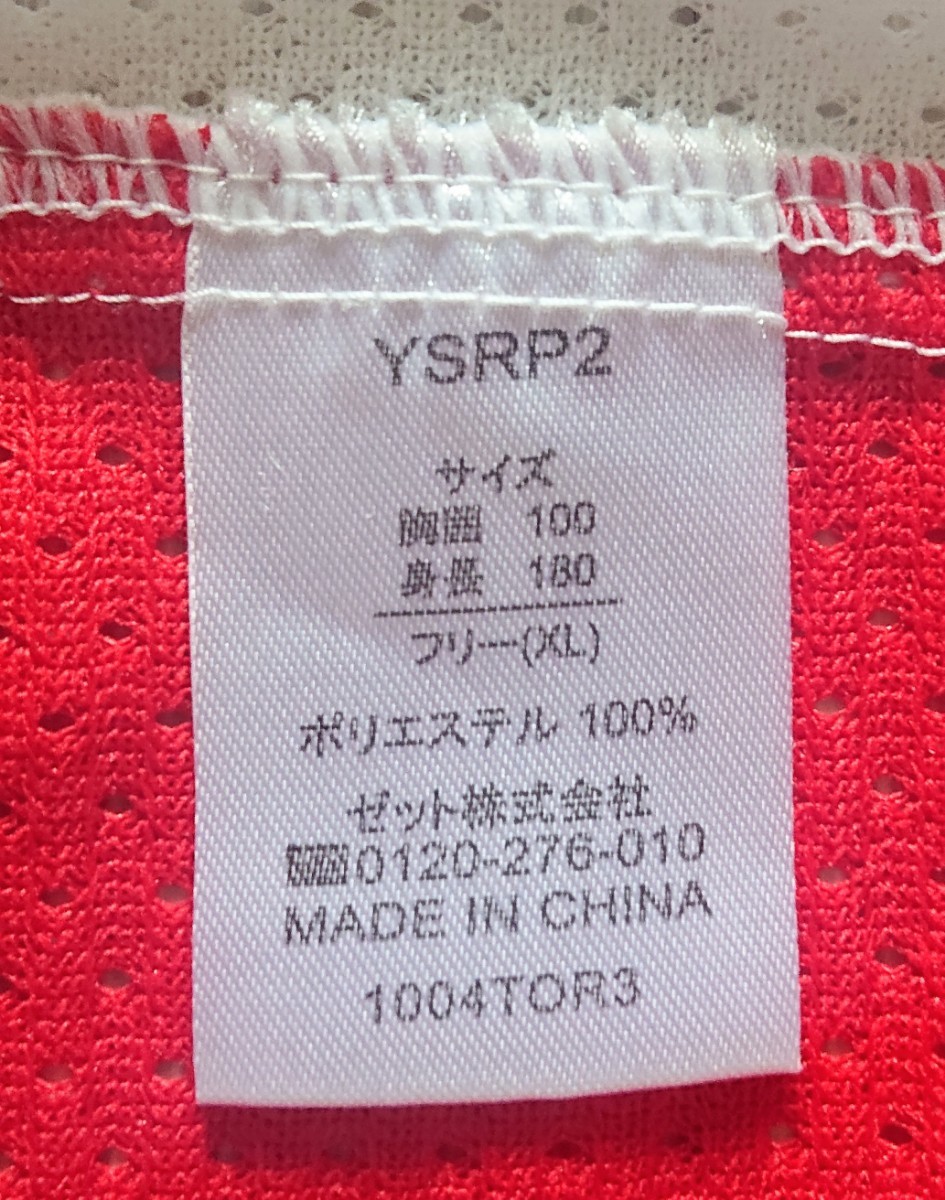 YSRP2
サイズ
胸囲 100
身長 180
フリー(XL)
ポリエステル 100%
ゼット株式会社
0120-276-010
MADE IN CHINA
1004TOR3